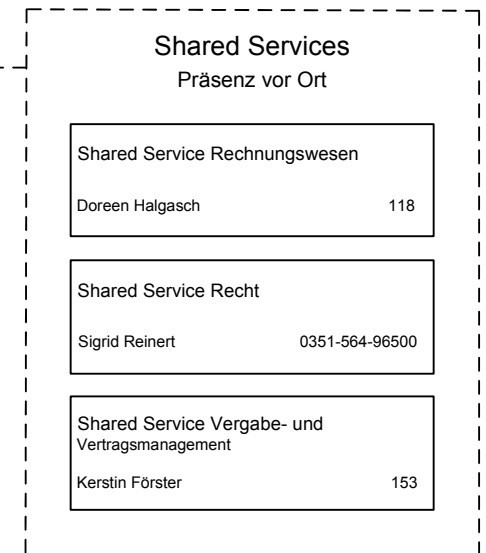 Shared Services
Präsenz vor Ort
Shared Service Rechnungswesen
Doreen Halgasch 118
Shared Service Recht
Sigrid Reinert 0351-564-96500
Shared Service Vergabe- und
Vertragsmanagement
Kerstin Förster 153